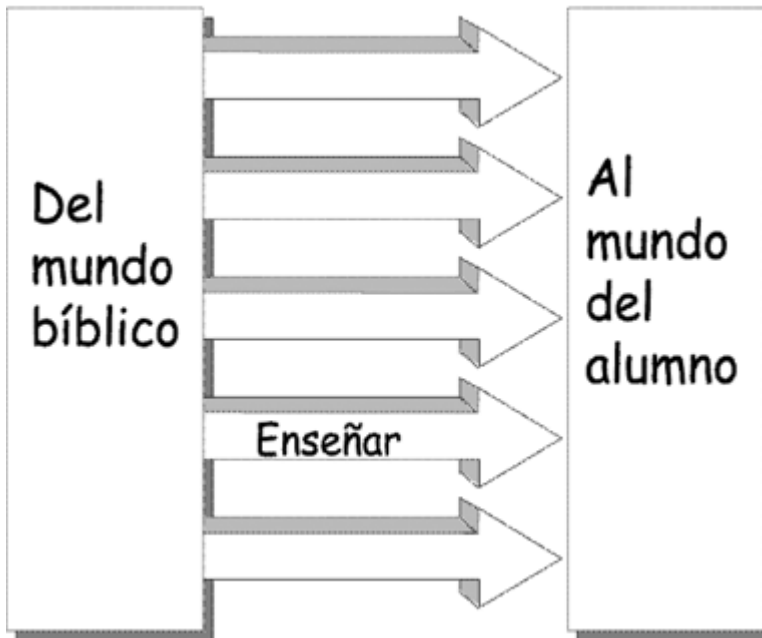 Del
mundo
bíblico
Enseñar
Al
mundo
del
alumno